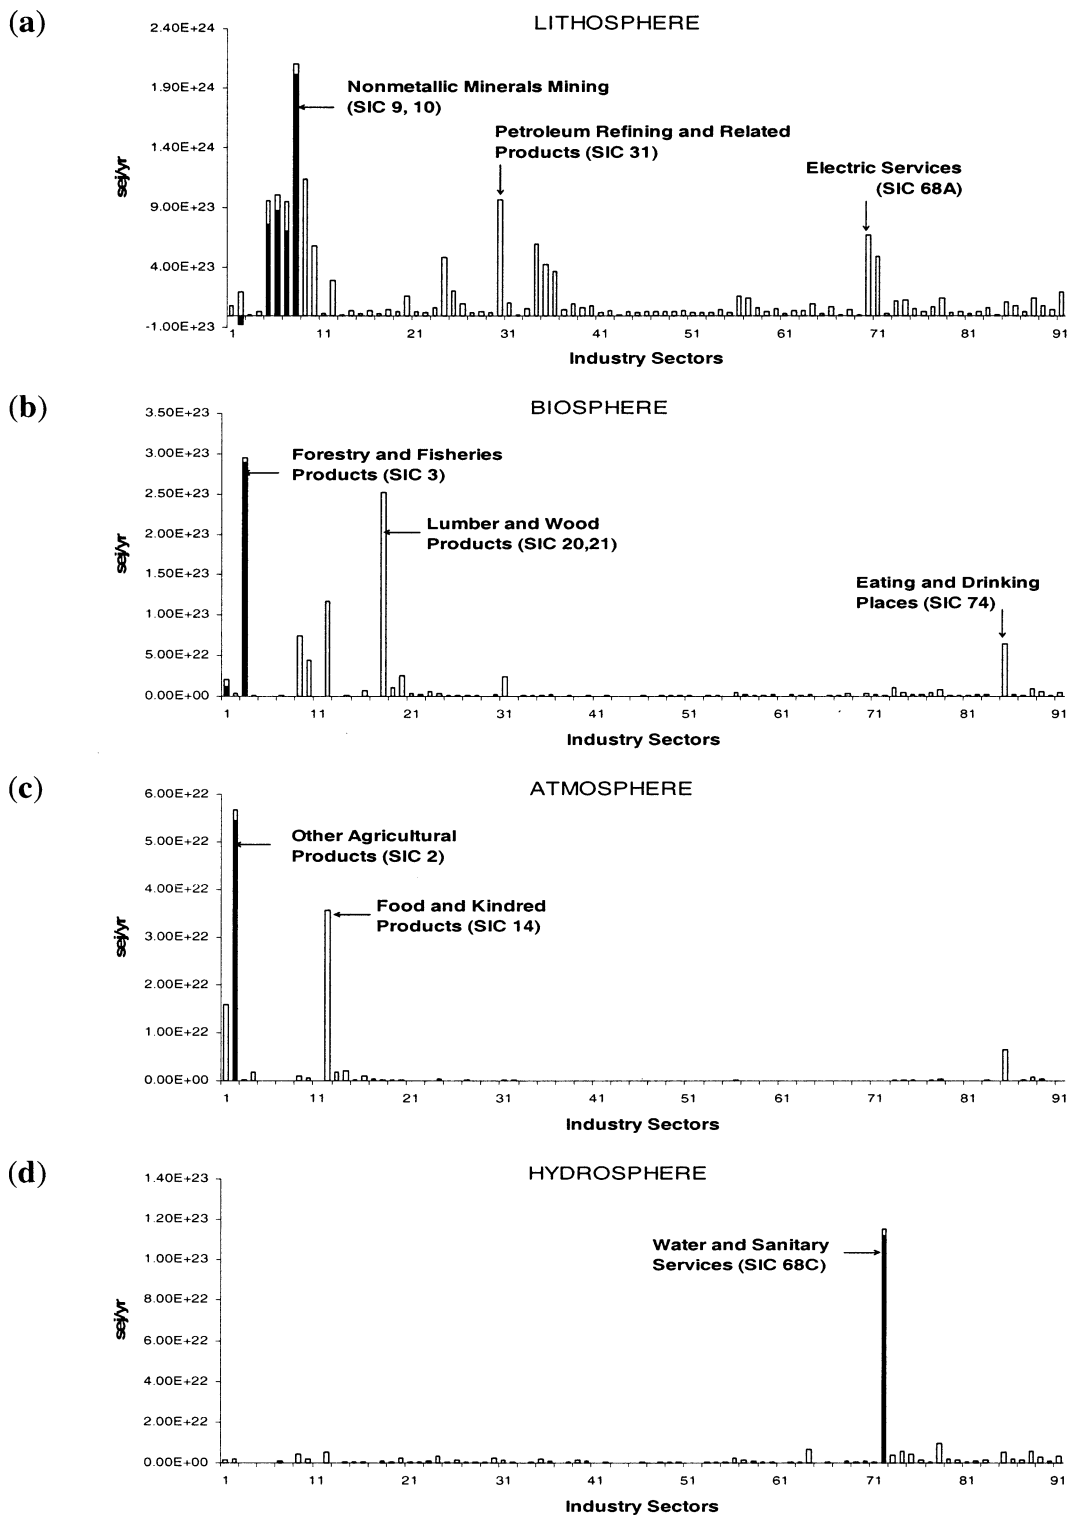 (a)
LITHOSPHERE
2.40E+24
1.90E+24
1.40E+24
9.00E+23
4.00E+23
-1.00E+23
sej/yr
Nonmetallic Minerals Mining
(SIC 9, 10)
Petroleum Refining and Related
Products (SIC 31)
Electric Services
(SIC 68A)
1 11 21 31 41 51 61 71 81 91
Industry Sectors
(b)
BIOSPHERE
3.50E+23
3.00E+23
2.50E+23
2.00E+23
1.50E+23
1.00E+23
5.00E+22
0.00E+00
sej/yr
Forestry and Fisheries
Products (SIC 3)
Lumber and Wood
Products (SIC 20,21)
Eating and Drinking
Places (SIC 74)
1 11 21 31 41 51 61 71 81 91
Industry Sectors
(c)
ATMOSPHERE
6.00E+22
5.00E+22
4.00E+22
3.00E+22
2.00E+22
1.00E+22
0.00E+00
sej/yr
Other Agricultural
Products (SIC 2)
Food and Kindred
Products (SIC 14)
1 11 21 31 41 51 61 71 81 91
Industry Sectors
(d)
HYDROSPHERE
1.40E+23
1.20E+23
1.00E+23
8.00E+22
6.00E+22
4.00E+22
2.00E+22
0.00E+00
sej/yr
Water and Sanitary
Services (SIC 68C)
1 11 21 31 41 51 61 71 81 91
Industry Sectors